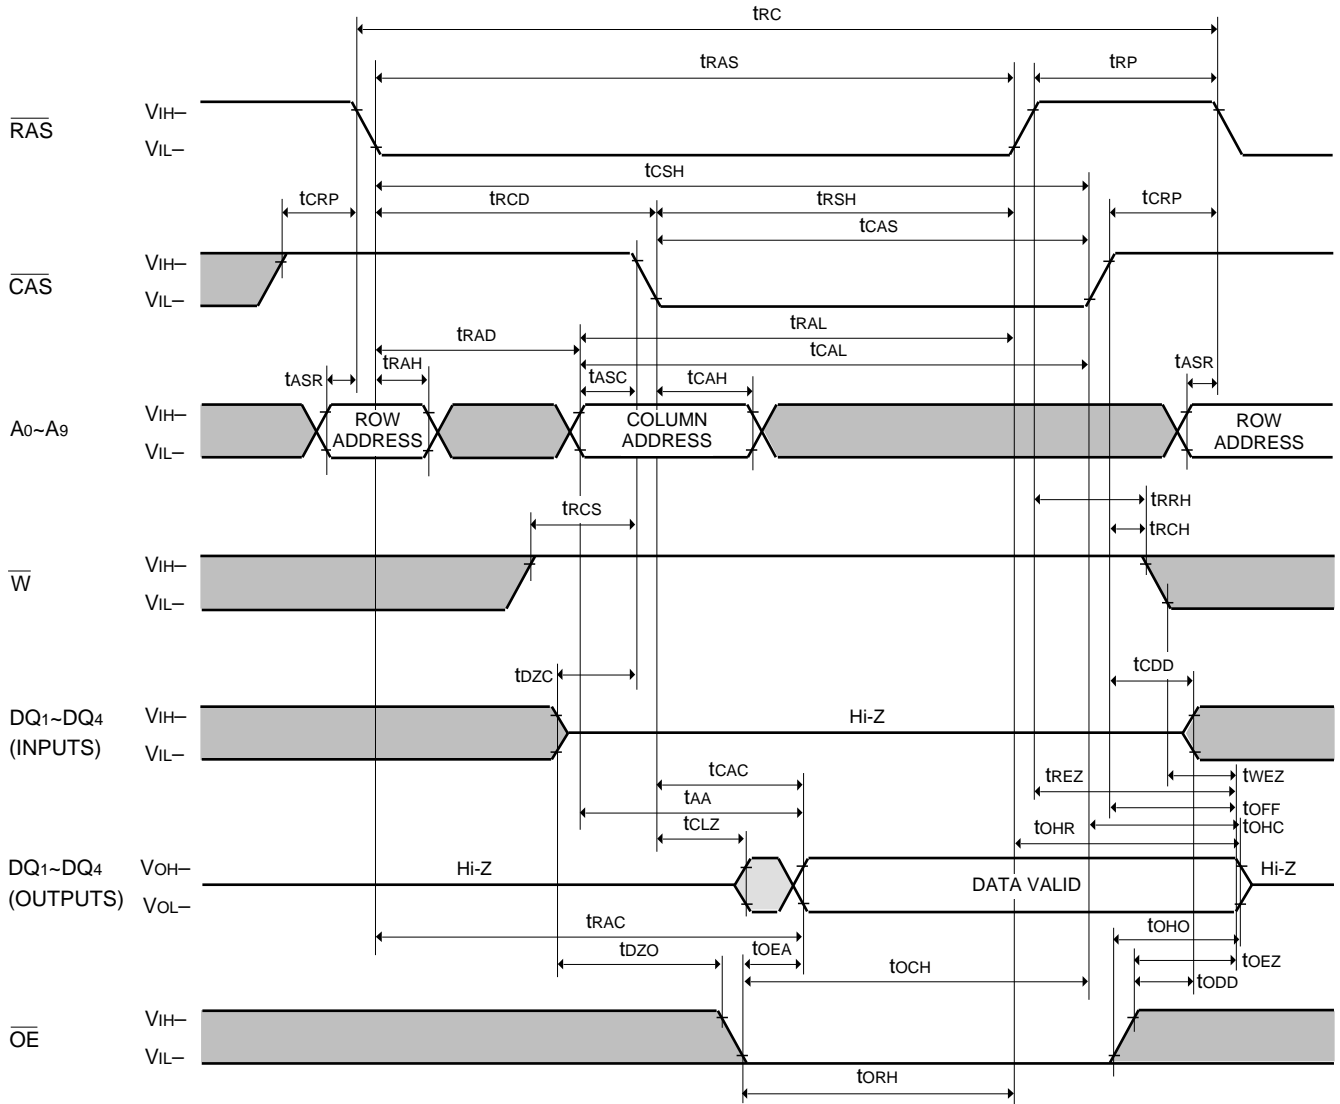 tRC
tRAS
tRP
RAS
VIH–
VIL–
tCSH
tCRP
tRCD
tRSH
tCRP
tCAS
CAS
VIH–
VIL–
tRAL
tRAD
tCAL
tASR
tRAH
tASC
tCAH
tASR
A0~A9
VIH–
VIL–
ROW
ADDRESS
COLUMN
ADDRESS
ROW
ADDRESS
tRRH
tRCS
tRCH
W
VIH–
VIL–
tDZC
tCDD
DQ1~DQ4
(INPUTS)
VIH–
VIL–
Hi-Z
tCAC
tREZ
tWEZ
tAA
tOFF
tCLZ
tOHR
tOHC
DQ1~DQ4
(OUTPUTS)
VOH–
VOL–
Hi-Z
DATA VALID
Hi-Z
tRAC
tOHO
tDZO
tOEA
tOCH
tOEZ
tODD
OE
VIH–
VIL–
tORH